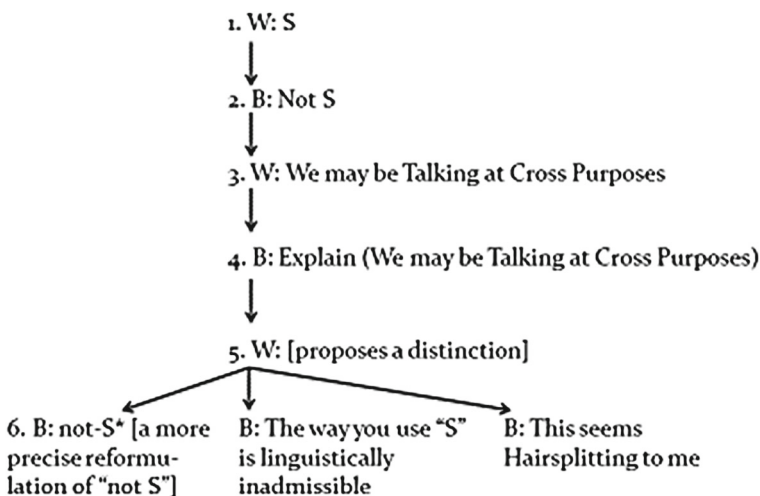 1. W: S
2. B: Not S
3. W: We may be Talking at Cross Purposes
4. B: Explain (We may be Talking at Cross Purposes)
5. W: [proposes a distinction]
6. B: not-S* [a more
precise reformu-
lation of "not S"]
B: The way you use “S”
is linguistically
inadmissible
B: This seems
Hairsplitting to me